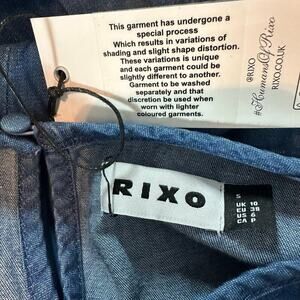 This garment has undergone a
special process
Which results in variations of
shading and slight shape distortion.
These variations is unique
and each garment could be
slightly different to another.
Garment to be washed
separately and that
discretion be used when
worn with lighter
coloured garments.
@RIXO
#HumansOfRixo
RIXO.CO.UK
RIXO
S
UK 10
EU 38
US 6
CA P